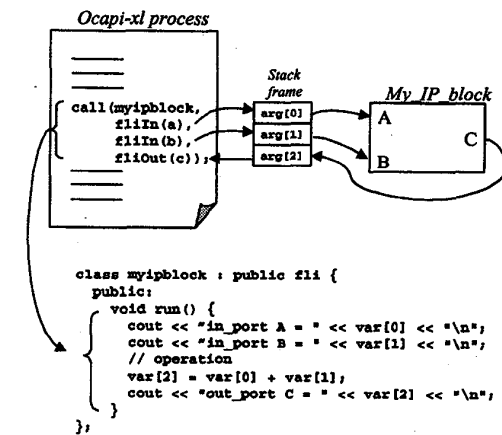 Ocapi-xl process
Stack
frame
My_IP_block
call(myipblock,
fliIn(a),
fliIn(b),
fliOut(c));
arg[0]
arg[1]
arg[2]
A
B
C
class myipblock : public fli {
public:
void run() {
cout << "in_port A = " << var[0] << "\n";
cout << "in_port B = " << var[1] << "\n";
// operation
var[2] = var[0] + var[1];
cout << "out_port C = " << var[2] << "\n";
}
};